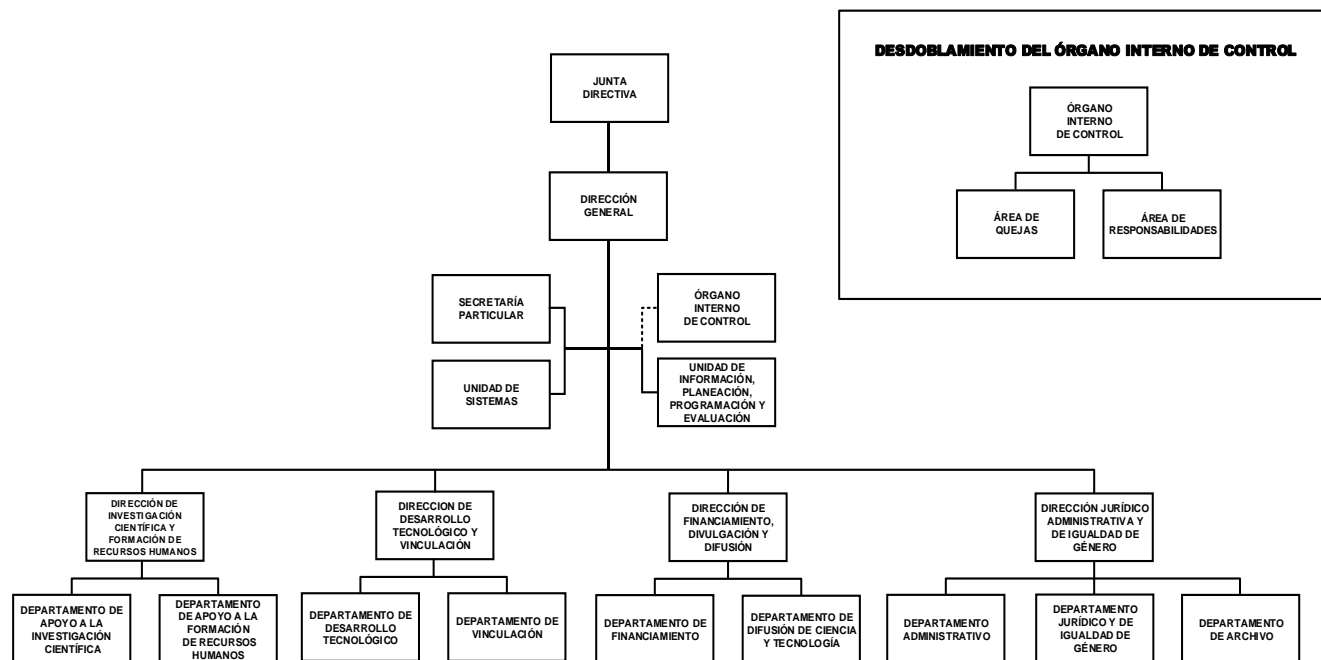 DESDOBLAMIENTO DEL ÓRGANO INTERNO DE CONTROL
ÓRGANO
INTERNO
DE CONTROL
ÁREA DE
QUEJAS
ÁREA DE
RESPONSABILIDADES
JUNTA
DIRECTIVA
DIRECCIÓN
GENERAL
SECRETARÍA
PARTICULAR
ÓRGANO
INTERNO
DE CONTROL
UNIDAD DE
SISTEMAS
UNIDAD DE
INFORMACIÓN,
PLANEACIÓN,
PROGRAMACIÓN Y
EVALUACIÓN
DIRECCIÓN DE
INVESTIGACIÓN
CIENTÍFICA Y
FORMACIÓN DE
RECURSOS HUMANOS
DIRECCION DE
DESARROLLO
TECNOLÓGICO Y
VINCULACIÓN
DIRECCIÓN DE
FINANCIAMIENTO,
DIVULGACIÓN Y
DIFUSIÓN
DIRECCIÓN JURÍDICO
ADMINISTRATIVA Y
DE IGUALDAD DE
GÉNERO
DEPARTAMENTO DE
APOYO A LA
INVESTIGACIÓN
CIENTÍFICA
DEPARTAMENTO
DE APOYO A LA
FORMACIÓN
DE RECURSOS
HUMANOS
DEPARTAMENTO DE
DESARROLLO
TECNOLÓGICO
DEPARTAMENTO DE
VINCULACIÓN
DEPARTAMENTO DE
FINANCIAMIENTO
DEPARTAMENTO DE
DIFUSIÓN DE CIENCIA
Y TECNOLOGÍA
DEPARTAMENTO
ADMINISTRATIVO
DEPARTAMENTO
JURÍDICO Y DE
IGUALDAD DE
GÉNERO
DEPARTAMENTO
DE ARCHIVO